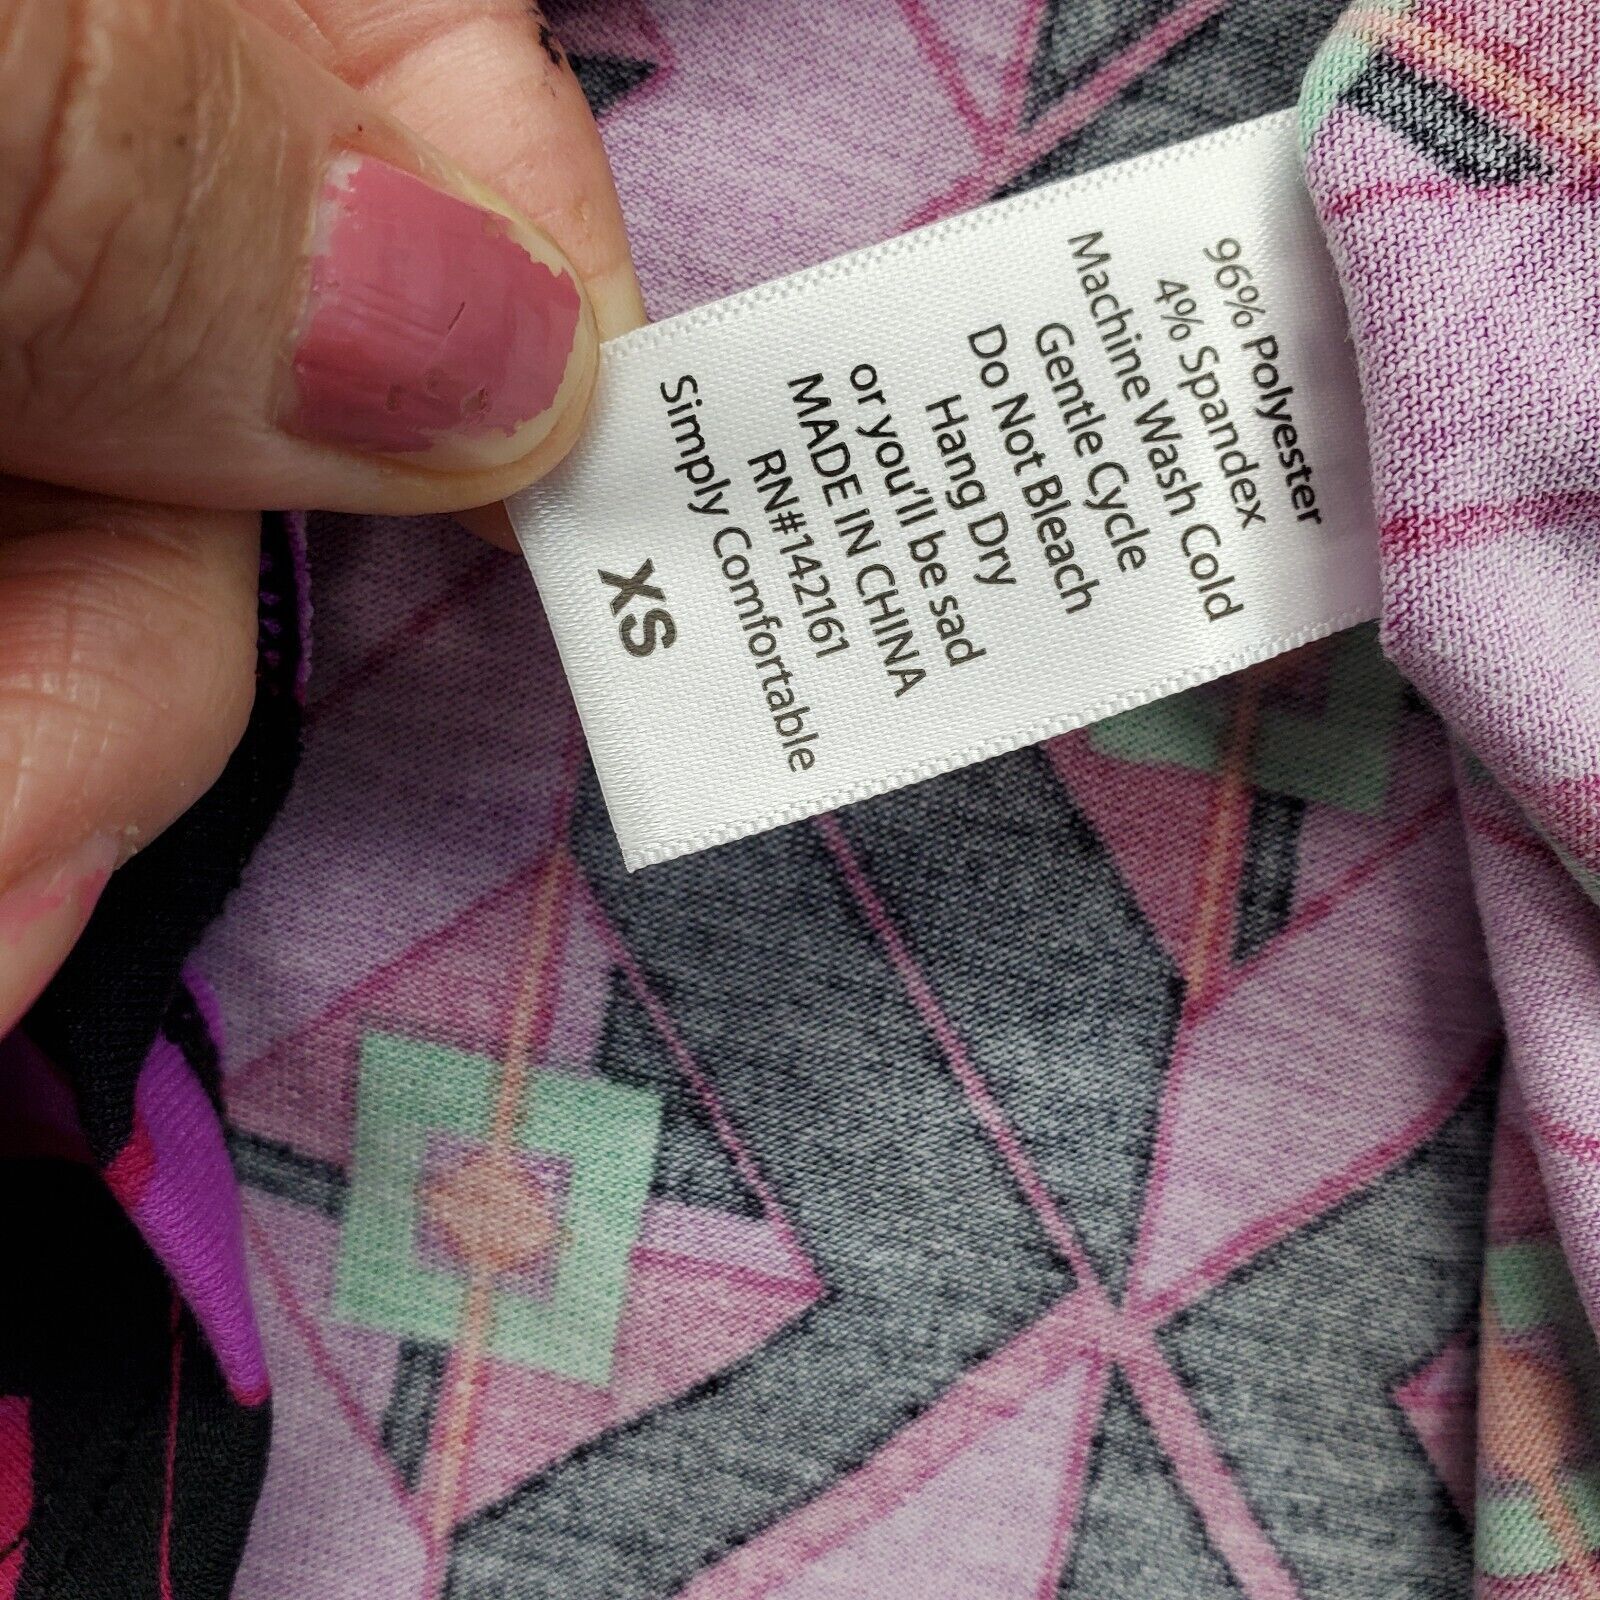 96% Polyester
4% Spandex
Machine Wash Cold
Gentle Cycle
Do Not Bleach
Hang Dry
or you'll be sad
MADE IN CHINA
RN#142161
Simply Comfortable
XS